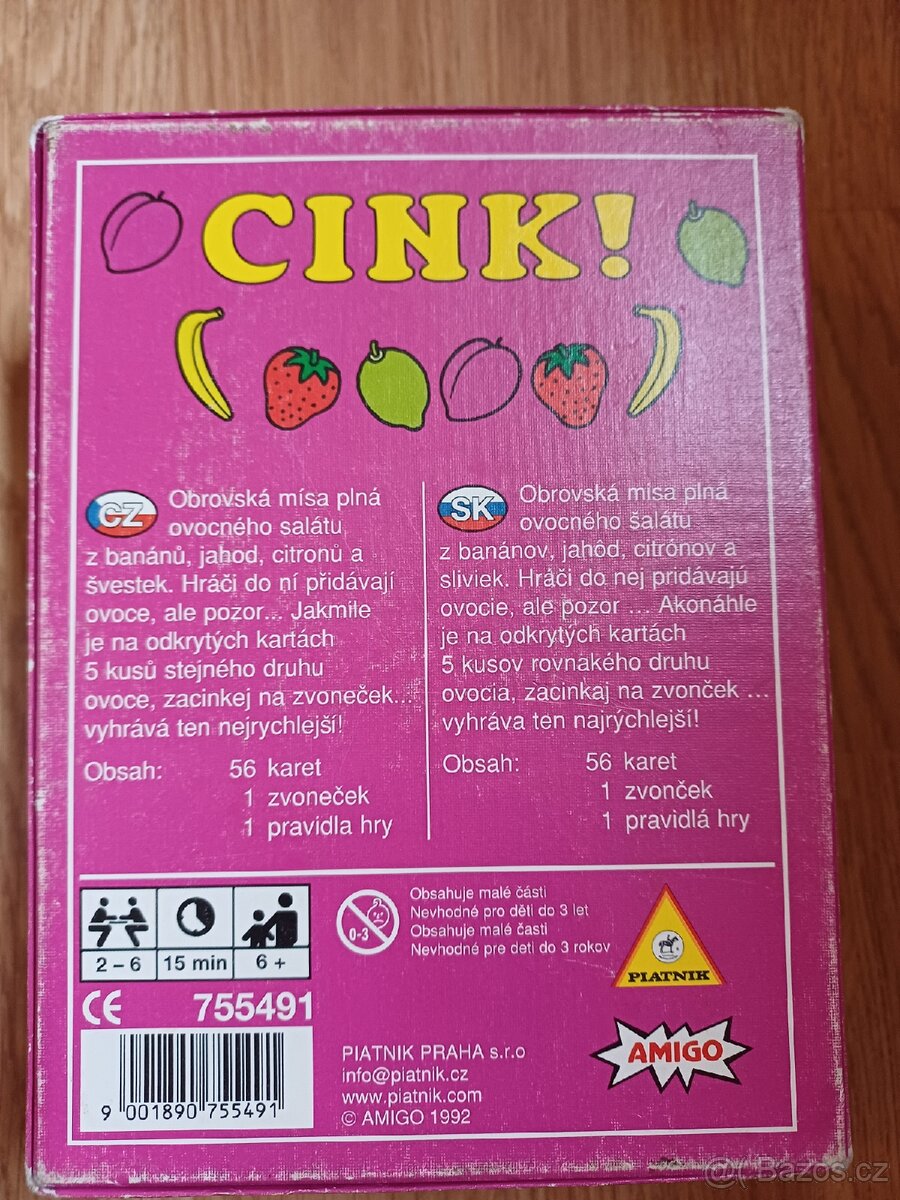 CINK!
CZ
Obrovská mísa plná
ovocného salátu
z banánů, jahod, citronů a
švestek. Hráči do ní přidávají
ovoce, ale pozor... Jakmile
je na odkrytých kartách
5 kusů stejného druhu
ovoce, zacinkej na zvoneček...
vyhrává ten nejrychlejší!
Obsah: 56 karet
1 zvoneček
1 pravidla hry
SK
Obrovská misa plná
ovocného šalátu
z banánov, jahôd, citrónov a
sliviek. Hráči do nej pridávajú
ovocie, ale pozor ... Akonáhle
je na odkrytých kartách
5 kusov rovnakého druhu
ovocia, zacinkaj na zvonček ...
vyhráva ten najrýchlejší!
Obsah: 56 karet
1 zvonček
1 pravidlá hry
2 – 6 15 min 6 +
0-3
Obsahuje malé části
Nevhodné pro děti do 3 let
Obsahuje malé časti
Nevhodné pre deti do 3 rokov
PIATNIK
CE 755491
9 001890 755491
PIATNIK PRAHA s.r.o
info@piatnik.cz
www.piatnik.com
© AMIGO 1992
AMIGO
@( Bazos.cz